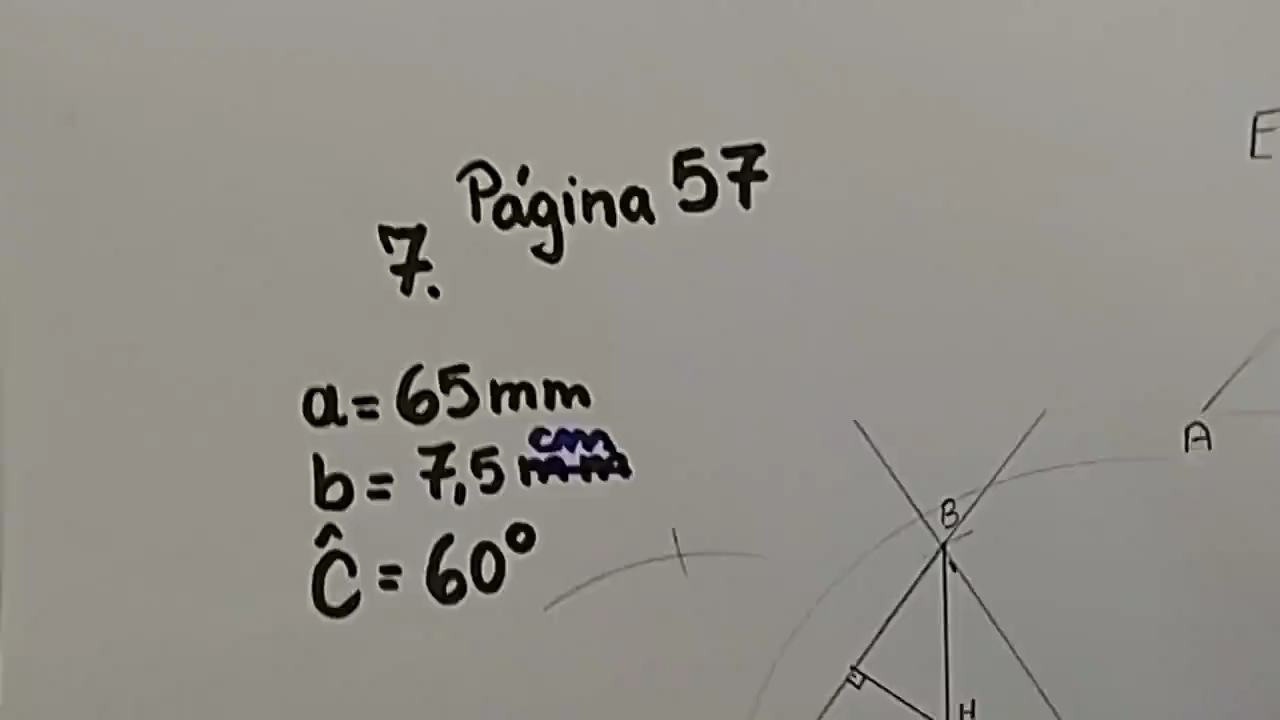 Página 57
7.
a = 65 mm
b = 7,5 cm
Ĉ = 60°
E
A
B
H